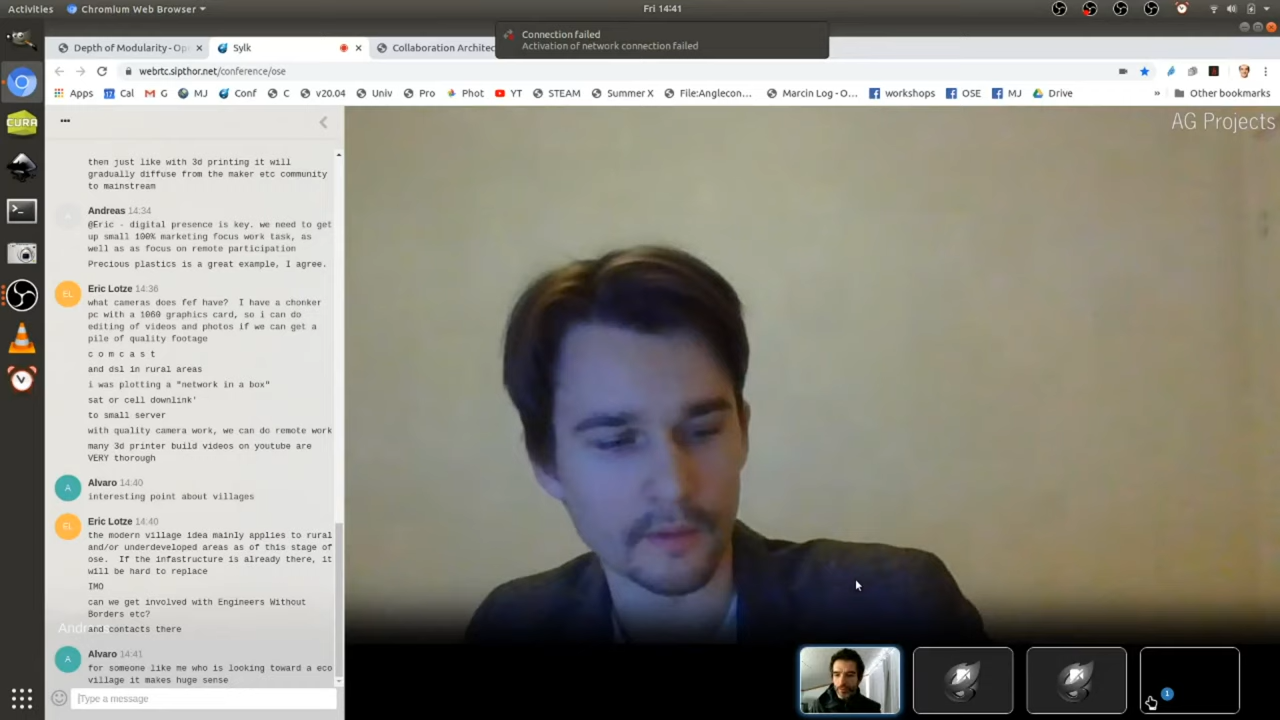 Activities
Chromium Web Browser
Fri 14:41
Connection failed
Activation of network connection failed
Depth of Modularity - Op
Sylk
Collaboration Architec
webrtc.sipthor.net/conference/ose
Apps
Cal
G
MJ
Conf
C
v20.04
Univ
Pro
Phot
YT
STEAM
Summer X
File:Anglecon...
Marcin Log - O...
workshops
OSE
MJ
Drive
»
Other bookmarks
AG Projects
then just like with 3d printing it will
gradually diffuse from the maker etc community
to mainstream
Andreas 14:34
@Eric - digital presence is key. we need to get
up small 100% marketing focus work task, as
well as as focus on remote participation
Precious plastics is a great example, I agree.
EL
Eric Lotze 14:36
what cameras does fef have? I have a chonker
pc with a 1060 graphics card, so i can do
editing of videos and photos if we can get a
pile of quality footage
c o m c a s t
and dsl in rural areas
i was plotting a "network in a box"
sat or cell downlink'
to small server
with quality camera work, we can do remote work
many 3d printer build videos on youtube are
VERY thorough
A
Alvaro 14:40
interesting point about villages
EL
Eric Lotze 14:40
the modern village idea mainly applies to rural
and/or underdeveloped areas as of this stage of
ose. If the infastructure is already there, it
will be hard to replace
IMO
can we get involved with Engineers Without
Borders etc?
and contacts there
A
Alvaro 14:41
for someone like me who is looking toward a eco
village it makes huge sense
Type a message
CURA
1